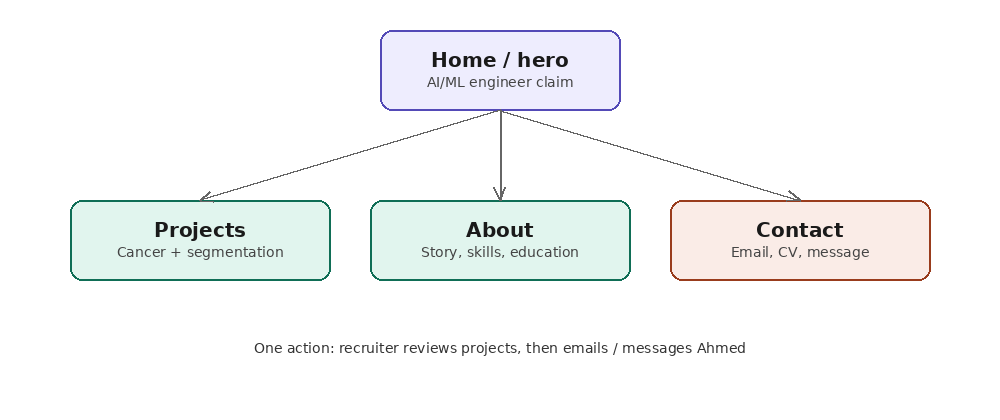 Home / hero
AI/ML engineer claim
Projects
Cancer + segmentation
About
Story, skills, education
Contact
Email, CV, message
One action: recruiter reviews projects, then emails / messages Ahmed